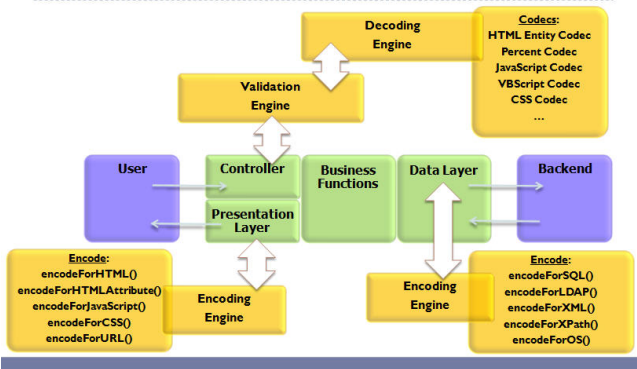 Decoding
Engine
Codecs:
HTML Entity Codec
Percent Codec
JavaScript Codec
VBScript Codec
CSS Codec
...
Validation
Engine
User
Controller
Business
Functions
Data Layer
Backend
Presentation
Layer
Encode:
encodeForHTML()
encodeForHTMLAttribute()
encodeForJavaScript()
encodeForCSS()
encodeForURL()
Encoding
Engine
Encoding
Engine
Encode:
encodeForSQL()
encodeForLDAP()
encodeForXML()
encodeForXPath()
encodeForOS()